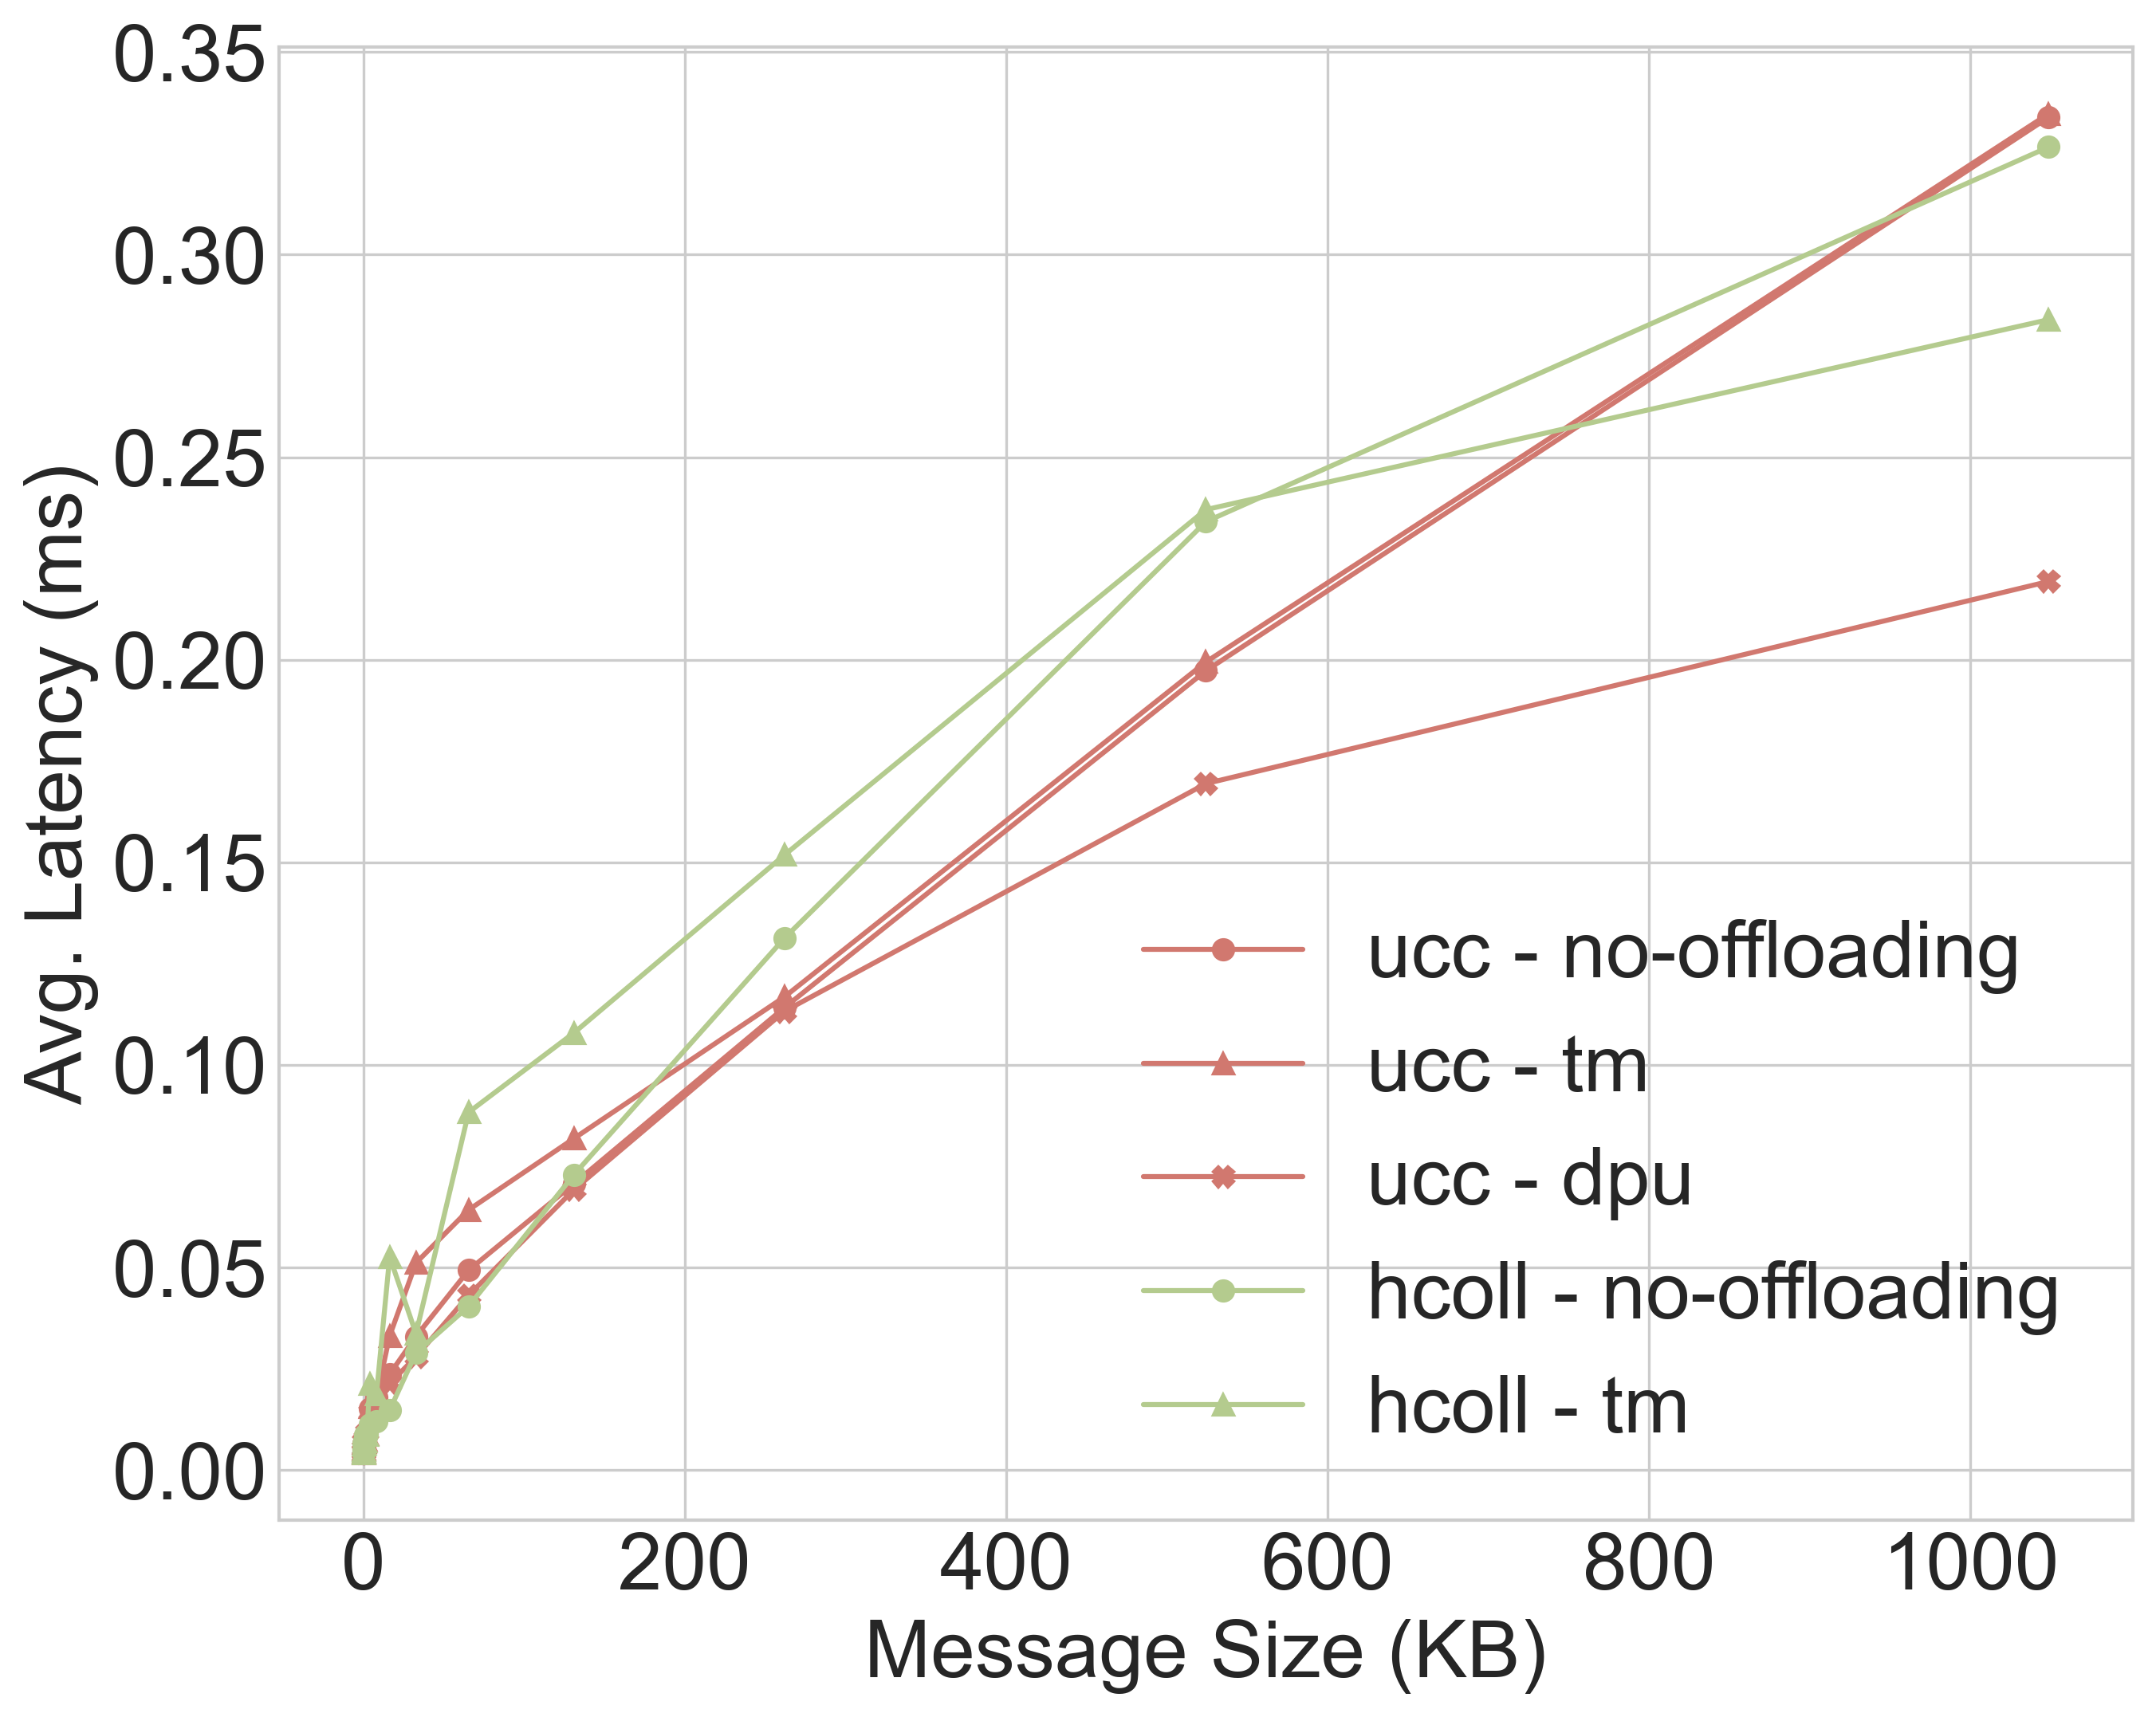 0.35
0.30
0.25
0.20
0.15
0.10
0.05
0.00
Avg. Latency (ms)
ucc - no-offloading
ucc - tm
ucc - dpu
hcoll - no-offloading
hcoll - tm
0 200 400 600 800 1000
Message Size (KB)